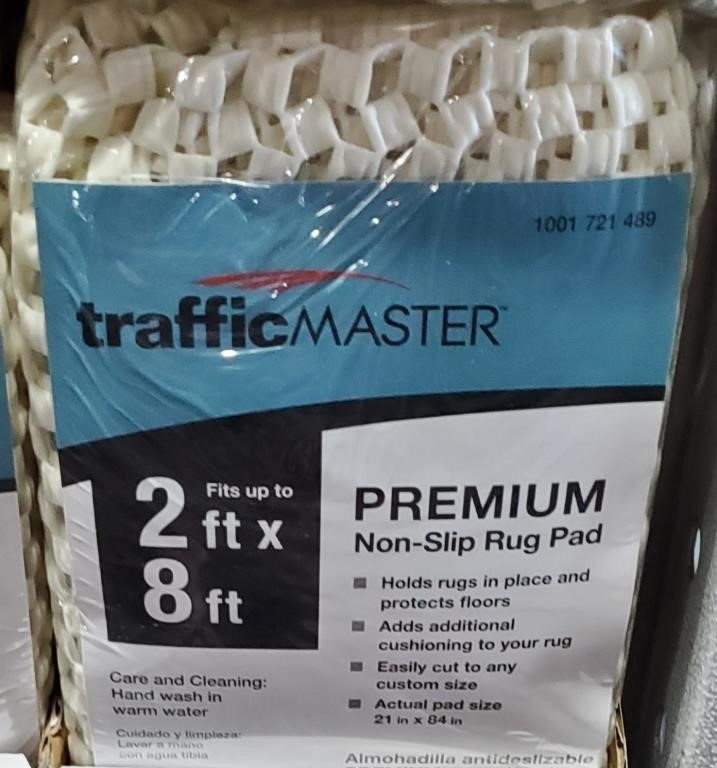 1001 721 489
trafficMASTER™
Fits up to
2 ft x
8 ft
PREMIUM
Non-Slip Rug Pad
Holds rugs in place and
protects floors
Adds additional
cushioning to your rug
Easily cut to any
custom size
Actual pad size
21 in x 84 in
Care and Cleaning:
Hand wash in
warm water
Cuidado y limpieza:
Lavar a mano
con agua tibia
Almohadilla antideslizable